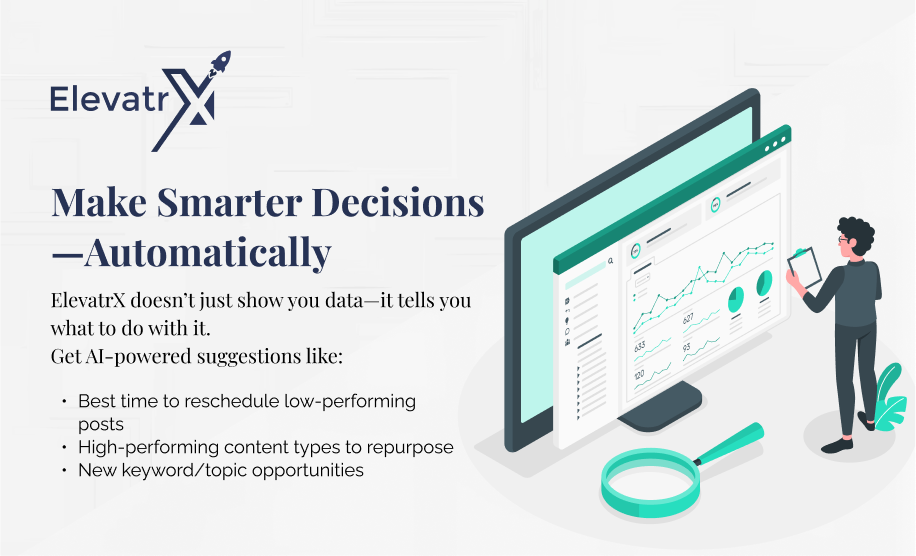 ElevatrX
Make Smarter Decisions
—Automatically
ElevatrX doesn’t just show you data—it tells you
what to do with it.
Get AI-powered suggestions like:
• Best time to reschedule low-performing
posts
• High-performing content types to repurpose
• New keyword/topic opportunities
633
627
120
93